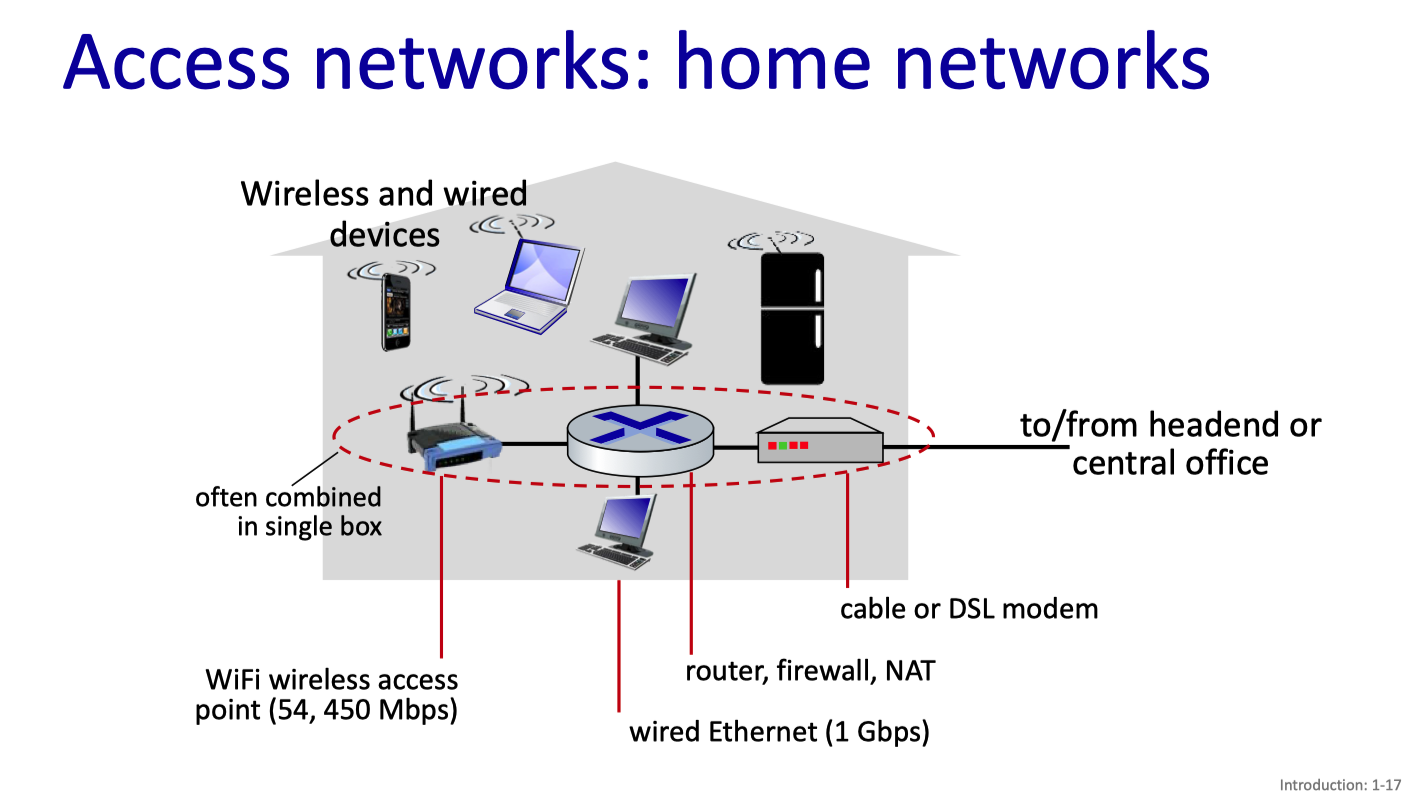 Access networks: home networks
Wireless and wired
devices
to/from headend or
central office
often combined
in single box
cable or DSL modem
router, firewall, NAT
WiFi wireless access
point (54, 450 Mbps)
wired Ethernet (1 Gbps)
Introduction: 1-17